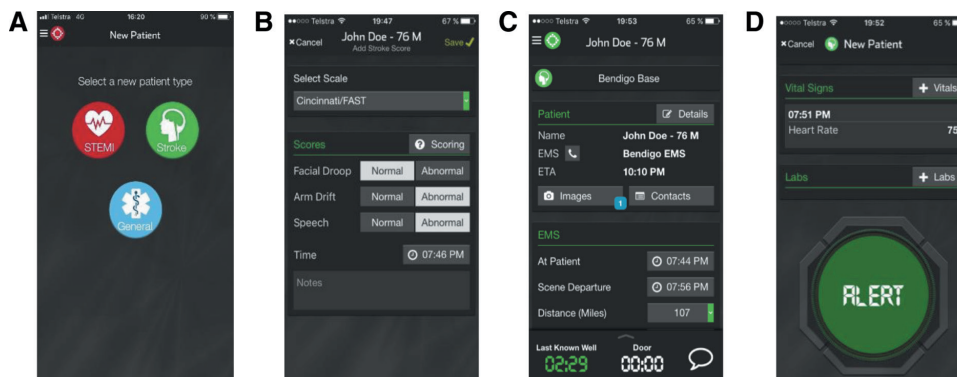 A
Telstra 4G 16:20 90 %
New Patient
Select a new patient type
STEMI
Stroke
General
B
Telstra 19:47 67 %
Cancel
John Doe - 76 M
Add Stroke Score
Save
Select Scale
Cincinnati/FAST
Scores
Scoring
Facial Droop Normal Abnormal
Arm Drift Normal Abnormal
Speech Normal Abnormal
Time 07:46 PM
Notes
C
Telstra 19:53 65 %
John Doe - 76 M
Bendigo Base
Patient
Details
Name John Doe - 76 M
EMS Bendigo EMS
ETA 10:10 PM
Images 1 Contacts
EMS
At Patient 07:44 PM
Scene Departure 07:56 PM
Distance (Miles) 107
Last Known Well Door
02:29 00:00
D
Telstra 19:52 65 %
Cancel New Patient
Vital Signs + Vitals
07:51 PM
Heart Rate 75
Labs + Labs
ALERT